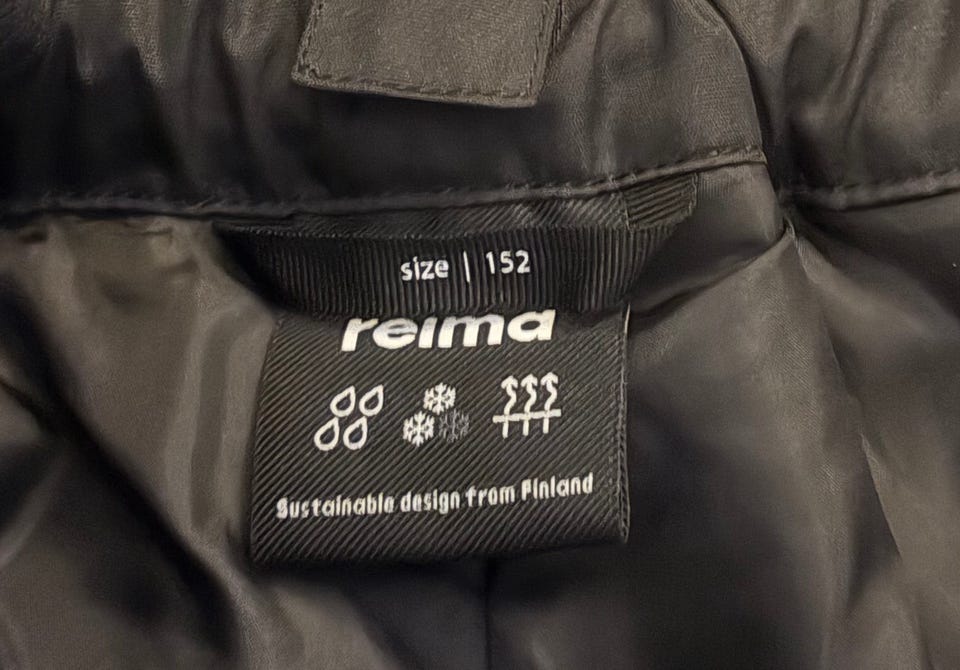 size | 152
reima
Sustainable design from Finland